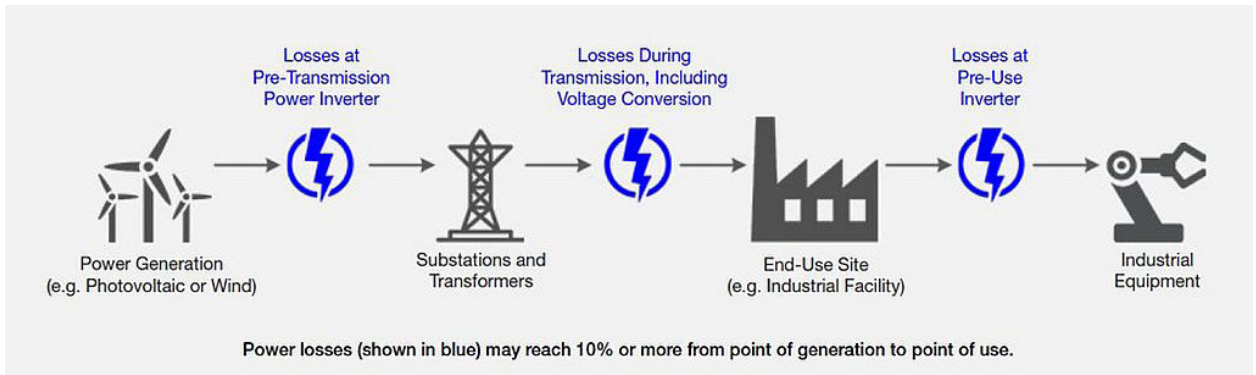 Losses at
Pre-Transmission
Power Inverter
Losses During
Transmission, Including
Voltage Conversion
Losses at
Pre-Use
Inverter
Power Generation
(e.g. Photovoltaic or Wind)
Substations and
Transformers
End-Use Site
(e.g. Industrial Facility)
Industrial
Equipment
Power losses (shown in blue) may reach 10% or more from point of generation to point of use.